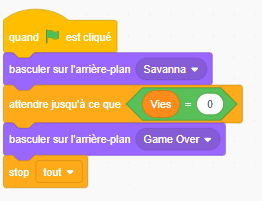 quand est cliqué
basculer sur l'arrière-plan Savanna
attendre jusqu'à ce que Vies = 0
basculer sur l'arrière-plan Game Over
stop tout